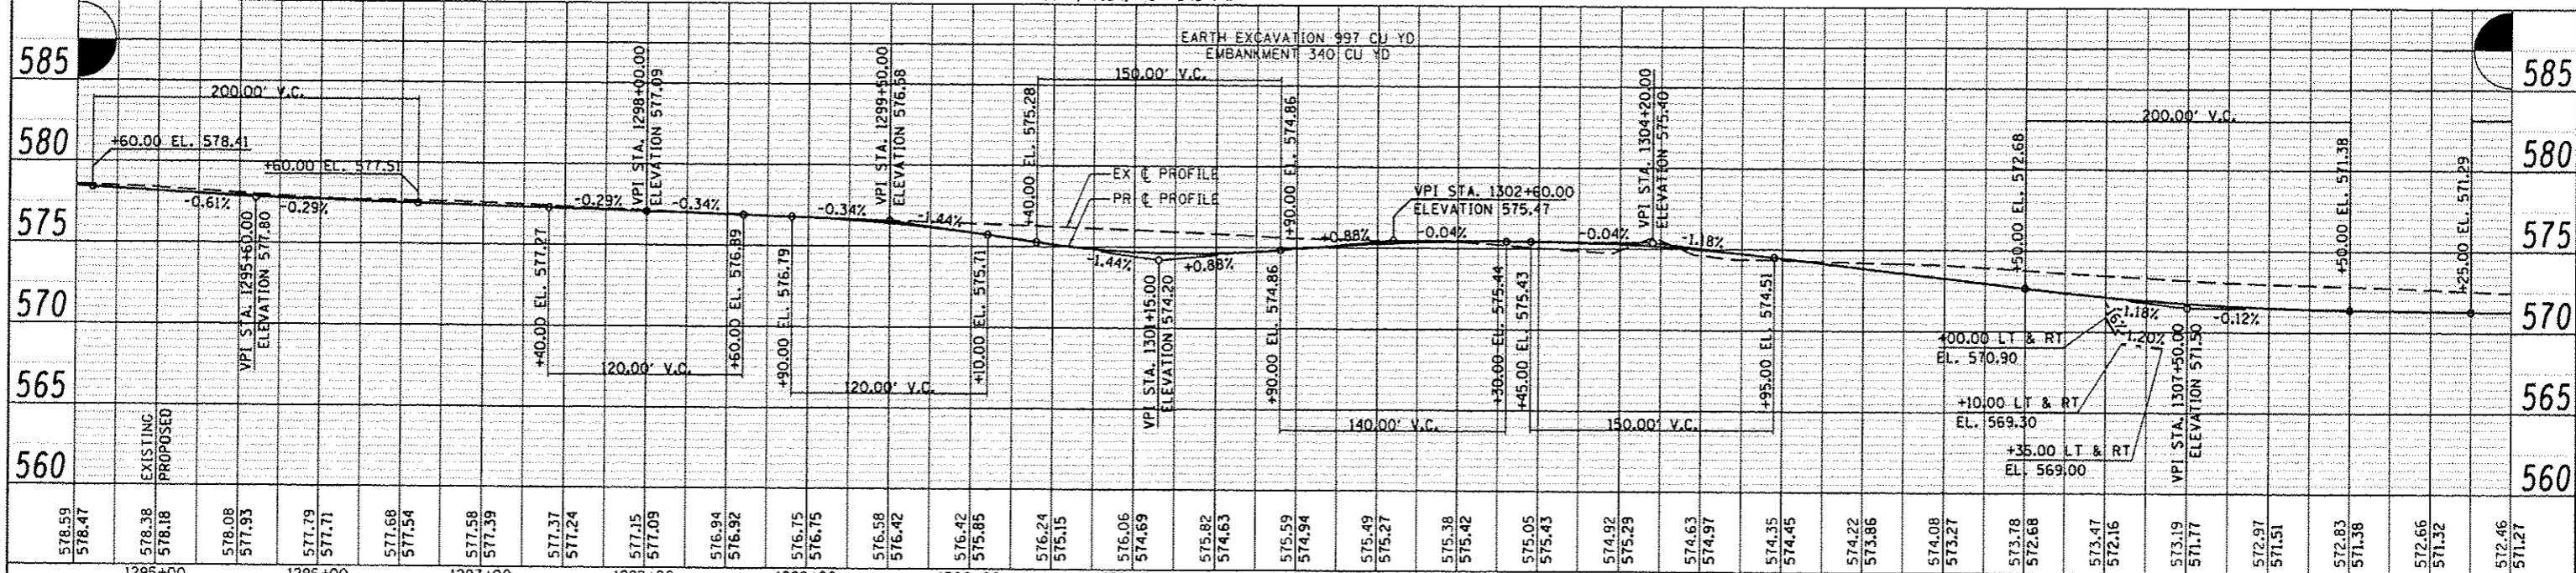 EARTH EXCAVATION 997 CU YD
EMBANKMENT 340 CU YD
585
580
575
570
565
560
585
580
575
570
565
560
200.00' V.C.
+60.00 EL. 578.41
+60.00 EL. 577.51
-0.61%
-0.29%
VPI STA. 1295+60.00
ELEVATION 577.80
-0.29%
VPI STA. 1298+00.00
ELEVATION 577.09
-0.34%
+40.00 EL. 577.27
+60.00 EL. 576.89
120.00' V.C.
-0.34%
VPI STA. 1299+50.00
ELEVATION 576.58
-1.44%
+90.00 EL. 576.79
+10.00 EL. 575.71
120.00' V.C.
+40.00 EL. 575.28
150.00' V.C.
+90.00 EL. 574.86
EX ℄ PROFILE
PR ℄ PROFILE
-1.44%
+0.88%
VPI STA. 1301+15.00
ELEVATION 574.20
+90.00 EL. 574.86
+0.88%
VPI STA. 1302+60.00
ELEVATION 575.47
-0.04%
140.00' V.C.
+30.00 EL. 575.44
+45.00 EL. 575.43
-0.04%
VPI STA. 1304+20.00
ELEVATION 575.40
-1.18%
150.00' V.C.
+95.00 EL. 574.51
+50.00 EL. 572.68
200.00' V.C.
+50.00 EL. 571.38
+25.00 EL. 571.29
-1.18%
6%
-1.20%
-0.12%
+00.00 LT & RT
EL. 570.90
+10.00 LT & RT
EL. 569.30
+35.00 LT & RT
EL. 569.00
VPI STA. 1307+50.00
ELEVATION 571.50
EXISTING
PROPOSED
578.59
578.47
578.38
578.18
578.08
577.93
577.79
577.71
577.68
577.54
577.58
577.39
577.37
577.24
577.15
577.09
576.94
576.92
576.75
576.75
576.58
576.42
576.42
575.85
576.24
575.15
576.06
574.69
575.82
574.63
575.59
574.94
575.49
575.27
575.38
575.42
575.05
575.43
574.92
575.29
574.63
574.97
574.35
574.45
574.22
573.86
574.08
573.27
573.78
572.68
573.47
572.16
573.19
571.77
572.97
571.51
572.83
571.38
572.66
571.32
572.46
571.27